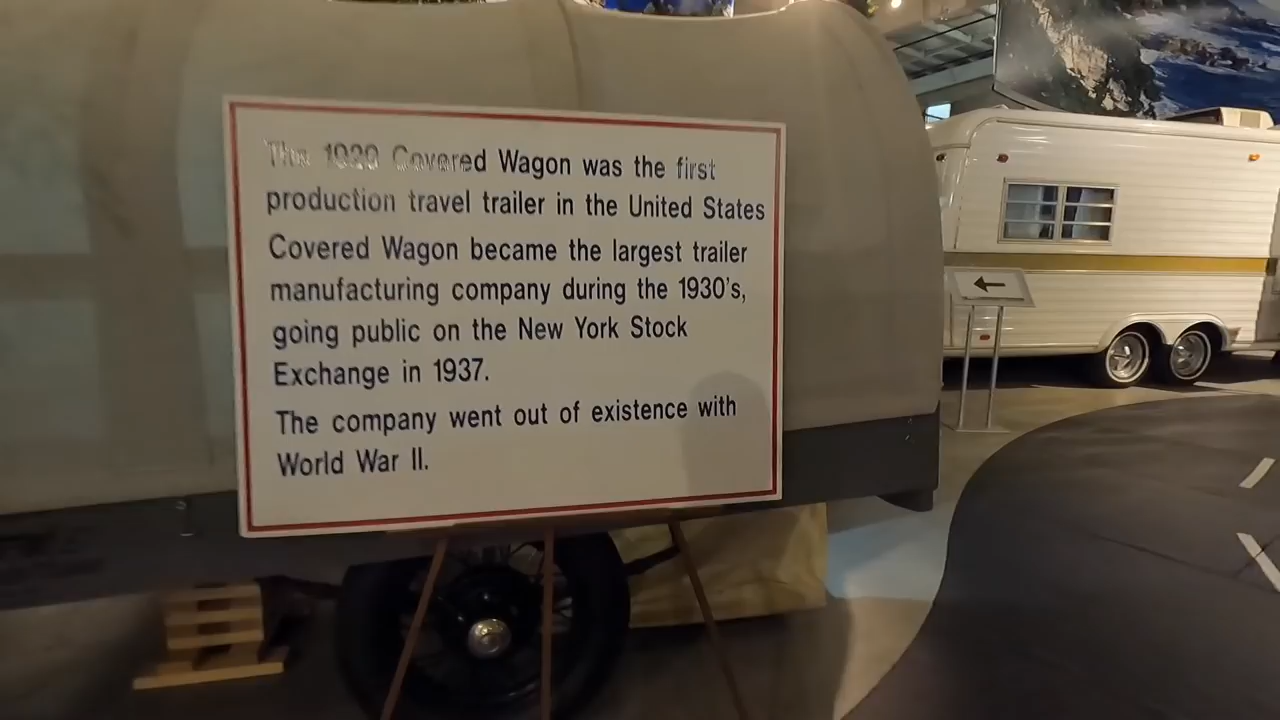 The 1929 Covered Wagon was the first
production travel trailer in the United States
Covered Wagon became the largest trailer
manufacturing company during the 1930's,
going public on the New York Stock
Exchange in 1937.
The company went out of existence with
World War II.